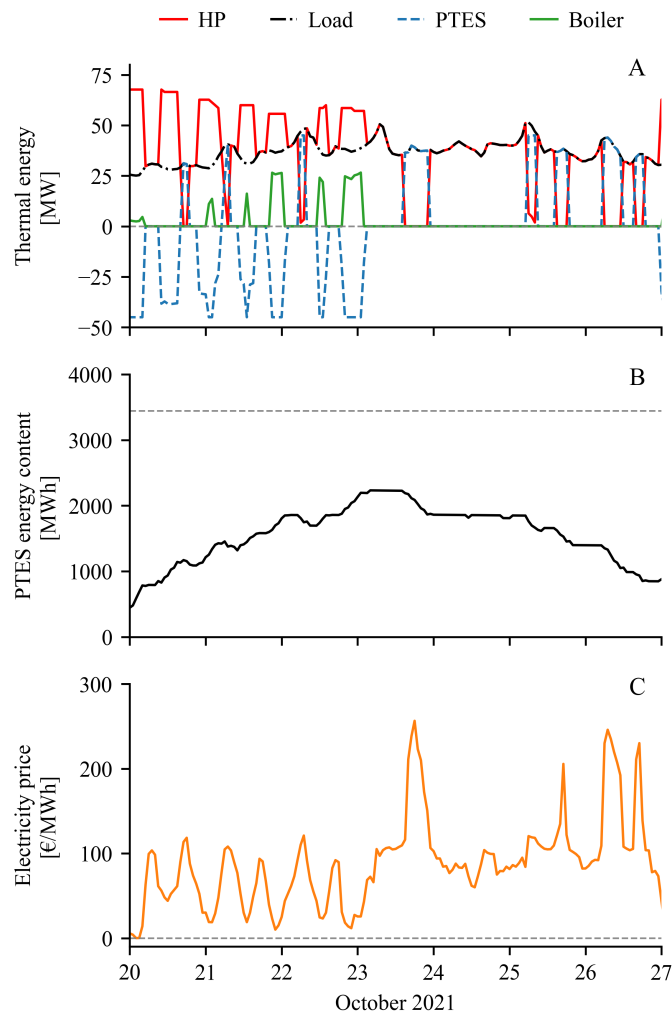 HP Load PTES Boiler
A
Thermal energy
[MW]
75
50
25
0
−25
−50
B
PTES energy content
[MWh]
4000
3000
2000
1000
0
C
Electricity price
[€/MWh]
300
200
100
0
20 21 22 23 24 25 26 27
October 2021